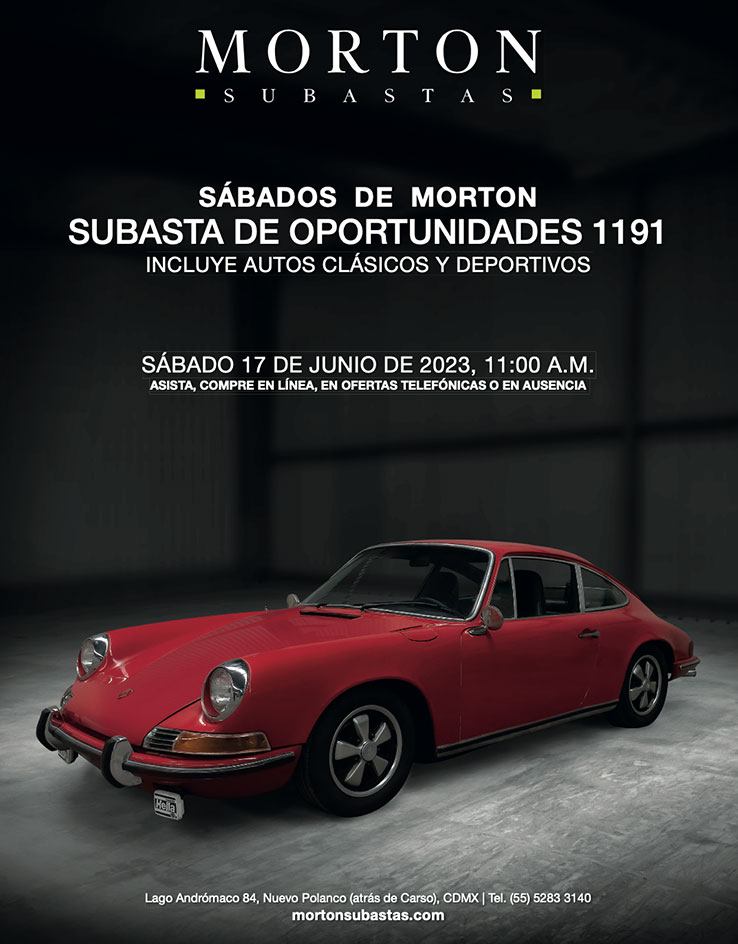 MORTON
SUBASTAS
SÁBADOS DE MORTON
SUBASTA DE OPORTUNIDADES 1191
INCLUYE AUTOS CLÁSICOS Y DEPORTIVOS
SÁBADO 17 DE JUNIO DE 2023, 11:00 A.M.
ASISTA, COMPRE EN LÍNEA, EN OFERTAS TELEFÓNICAS O EN AUSENCIA
Hella
Lago Andrómaco 84, Nuevo Polanco (atrás de Carso), CDMX | Tel. (55) 5283 3140
mortonsubastas.com